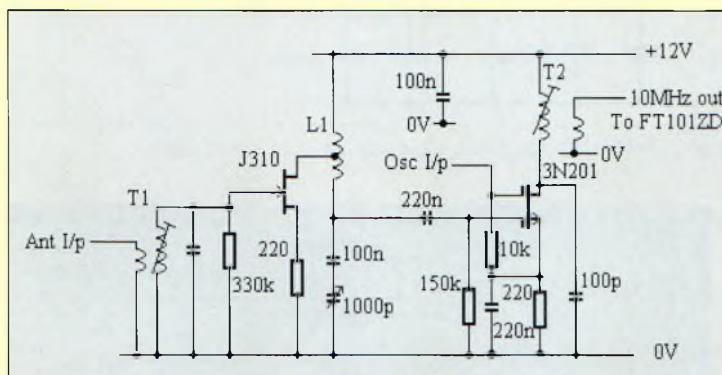 +12V
T2
100n
10MHz out
To FT101ZD
L1
0V
0V
J310
Osc I/p
3N201
T1
220n
Ant I/p
220
100n
10k
330k
1000p
150k
220
100p
220n
0V